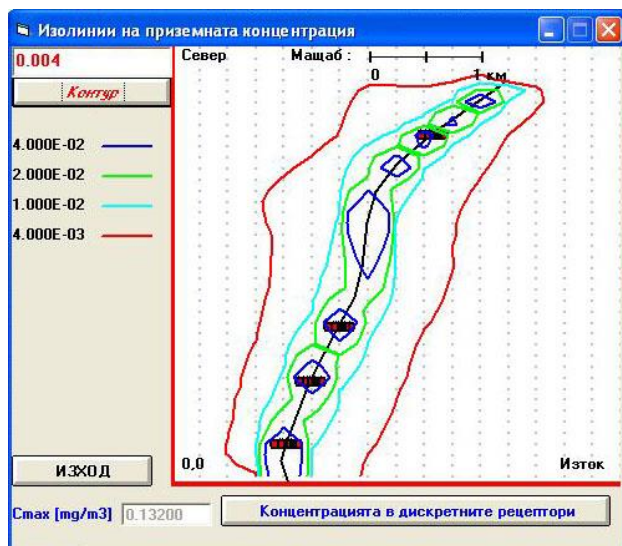 Изолинии на приземната концентрация
0.004
Контур
4.000E-02
2.000E-02
1.000E-02
4.000E-03
Север
Мащаб :
0
1 км
0,0
Изток
ИЗХОД
Cmax [mg/m3]
0.13200
Концентрацията в дискретните рецептори